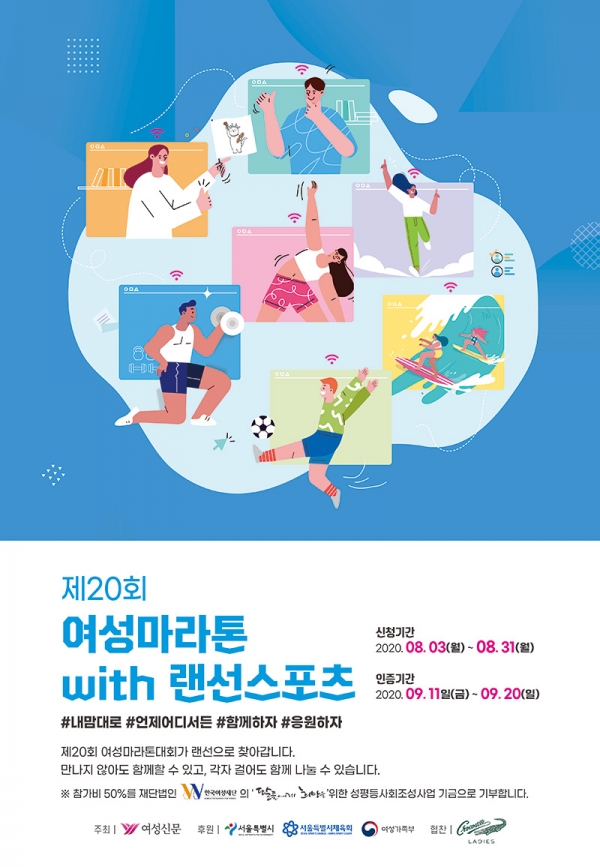 제20회
여성마라톤
with 랜선스포츠
#내맘대로 #언제어디서든 #함께하자 #응원하자
신청기간
2020. 08. 03(월) ~ 08. 31(월)
인증기간
2020. 09. 11일(금) ~ 09. 20(일)
제20회 여성마라톤대회가 랜선으로 찾아갑니다.
만나지 않아도 함께할 수 있고, 각자 걸어도 함께 나눌 수 있습니다.
※ 참가비 50%를 재단법인 한국여성재단 의 ' '위한 성평등사회조성사업 기금으로 기부합니다.
주최 | 여성신문 후원 | 서울특별시 서울특별시체육회 여성가족부 협찬 | Crocodile
LADIES